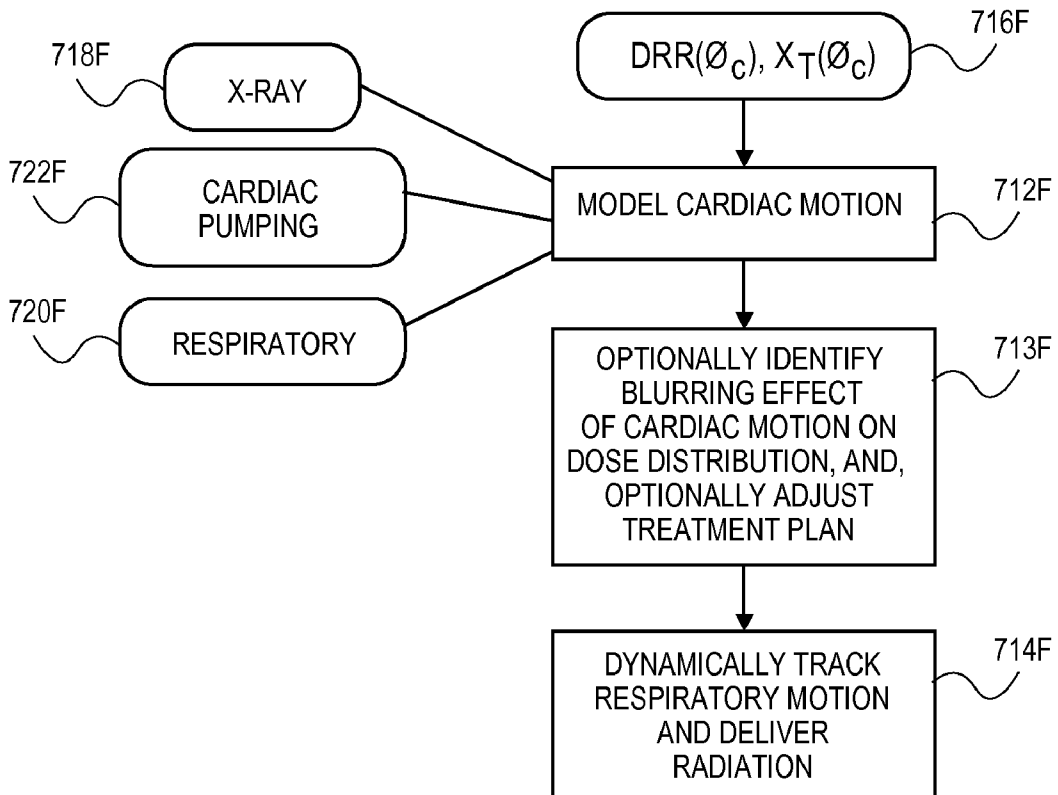 718F
X-RAY
722F
CARDIAC
PUMPING
720F
RESPIRATORY
DRR(Ø_C), X_T(Ø_C)
716F
MODEL CARDIAC MOTION
712F
OPTIONALLY IDENTIFY
BLURRING EFFECT
OF CARDIAC MOTION ON
DOSE DISTRIBUTION, AND,
OPTIONALLY ADJUST
TREATMENT PLAN
713F
DYNAMICALLY TRACK
RESPIRATORY MOTION
AND DELIVER
RADIATION
714F